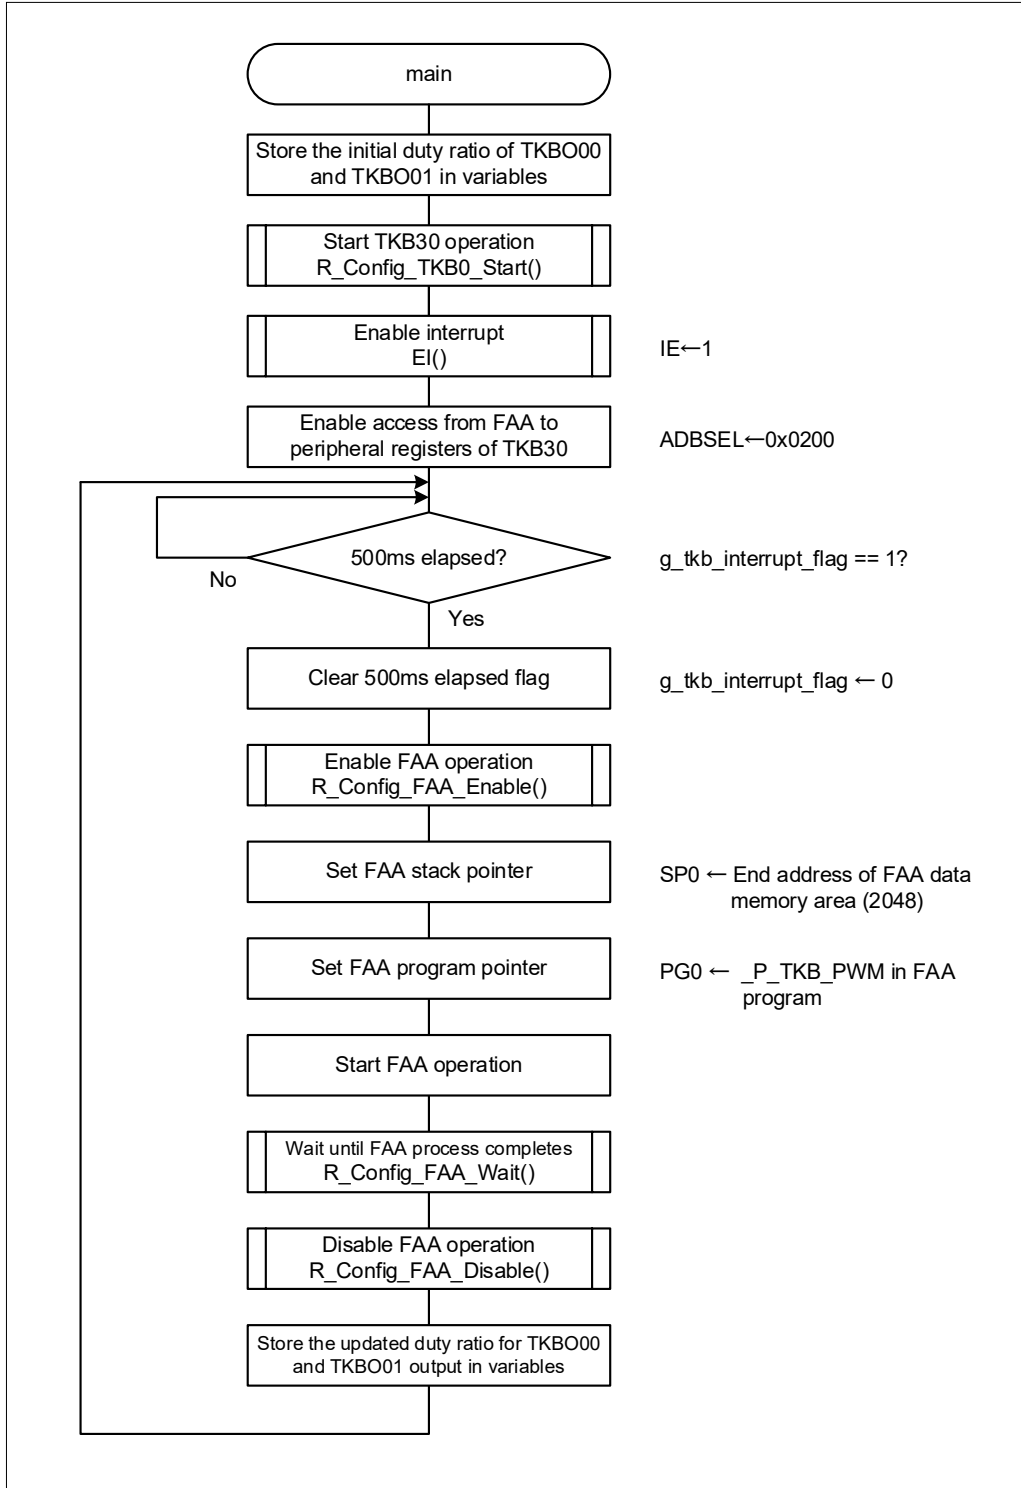 main
Store the initial duty ratio of TKBO00
and TKBO01 in variables
Start TKB30 operation
R_Config_TKB0_Start()
Enable interrupt
EI()
IE←1
Enable access from FAA to
peripheral registers of TKB30
ADBSEL←0x0200
500ms elapsed?
g_tkb_interrupt_flag == 1?
No
Yes
Clear 500ms elapsed flag
g_tkb_interrupt_flag ← 0
Enable FAA operation
R_Config_FAA_Enable()
Set FAA stack pointer
SP0 ← End address of FAA data
memory area (2048)
Set FAA program pointer
PG0 ← _P_TKB_PWM in FAA
program
Start FAA operation
Wait until FAA process completes
R_Config_FAA_Wait()
Disable FAA operation
R_Config_FAA_Disable()
Store the updated duty ratio for TKBO00
and TKBO01 output in variables